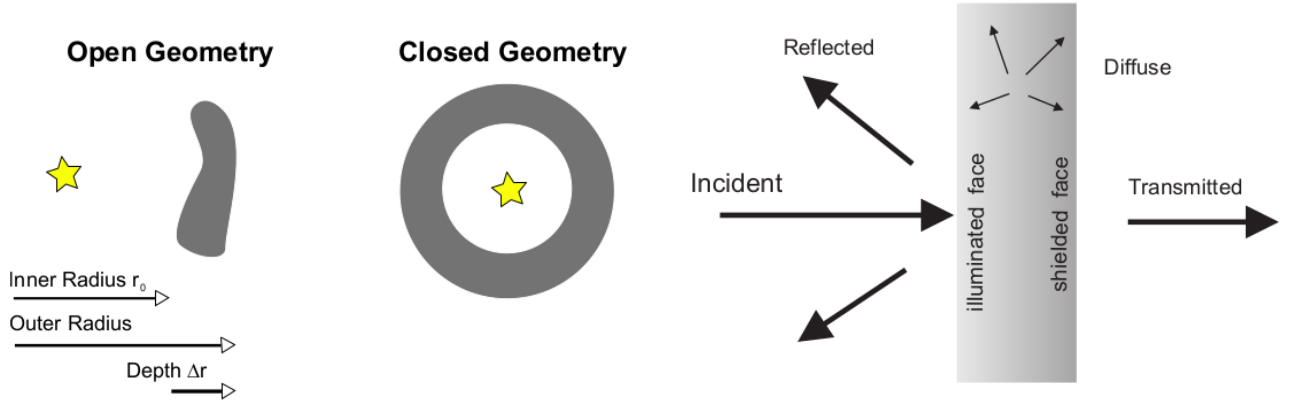 Open Geometry
Inner Radius r₀
Outer Radius
Depth Δr
Closed Geometry
Reflected
Incident
illuminated face
shielded face
Diffuse
Transmitted